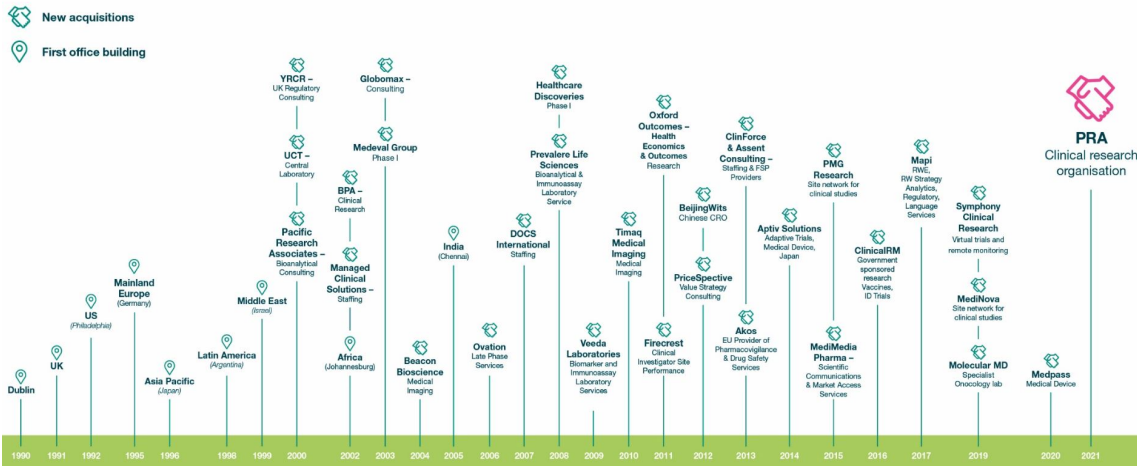 New acquisitions
First office building
Dublin
UK
US
(Philadelphia)
Mainland
Europe
(Germany)
Asia Pacific
(Japan)
Latin America
(Argentina)
Middle East
(Israel)
YRCR –
UK Regulatory
Consulting
UCT –
Central
Laboratory
Pacific
Research
Associates –
Bioanalytical
Consulting
BPA –
Clinical
Research
Managed
Clinical
Solutions –
Staffing
Africa
(Johannesburg)
Globomax –
Consulting
Medeval Group
Phase I
Beacon
Bioscience
Medical
Imaging
India
(Chennai)
Ovation
Late Phase
Services
DOCS
International
Staffing
Healthcare
Discoveries
Phase I
Prevalere Life
Sciences
Bioanalytical &
Immunoassay
Laboratory
Service
Veeda
Laboratories
Biomarker and
Immunoassay
Laboratory
Services
Timaq
Medical
Imaging
Medical
Imaging
Oxford
Outcomes –
Health
Economics
& Outcomes
Research
Firecrest
Clinical
Investigator Site
Performance
BeijingWits
Chinese CRO
PriceSpective
Value Strategy
Consulting
ClinForce
& Assent
Consulting –
Staffing & FSP
Providers
Akos
EU Provider of
Pharmacovigilance
& Drug Safety
Services
Aptiv Solutions
Adaptive Trials,
Medical Device,
Japan
PMG
Research
Site network for
clinical studies
MediMedia
Pharma –
Scientific
Communications
& Market Access
Services
ClinicalRM
Government
sponsored
research
Vaccines,
ID Trials
Mapi
RWE,
RW Strategy
Analytics,
Regulatory,
Language
Services
Symphony
Clinical
Research
Virtual trials and
remote monitoring
MediNova
Site network for
clinical studies
Molecular MD
Specialist
Onocology lab
Medpass
Medical Device
PRA
Clinical research
organisation
1990 1991 1992 1995 1996 1998 1999 2000 2002 2003 2004 2005 2006 2007 2008 2009 2010 2011 2012 2013 2014 2015 2016 2017 2019 2020 2021